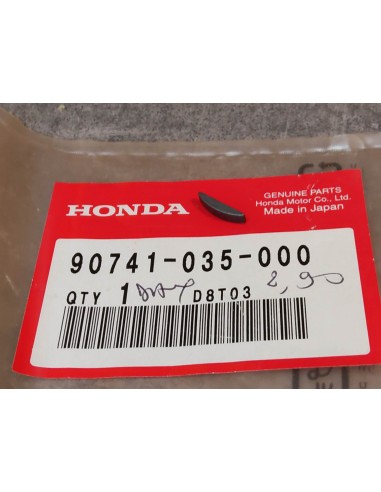 HONDA
GENUINE PARTS
Honda Motor Co., Ltd.
Made in Japan
90741-035-000
QTY 1 D8T03 2,90